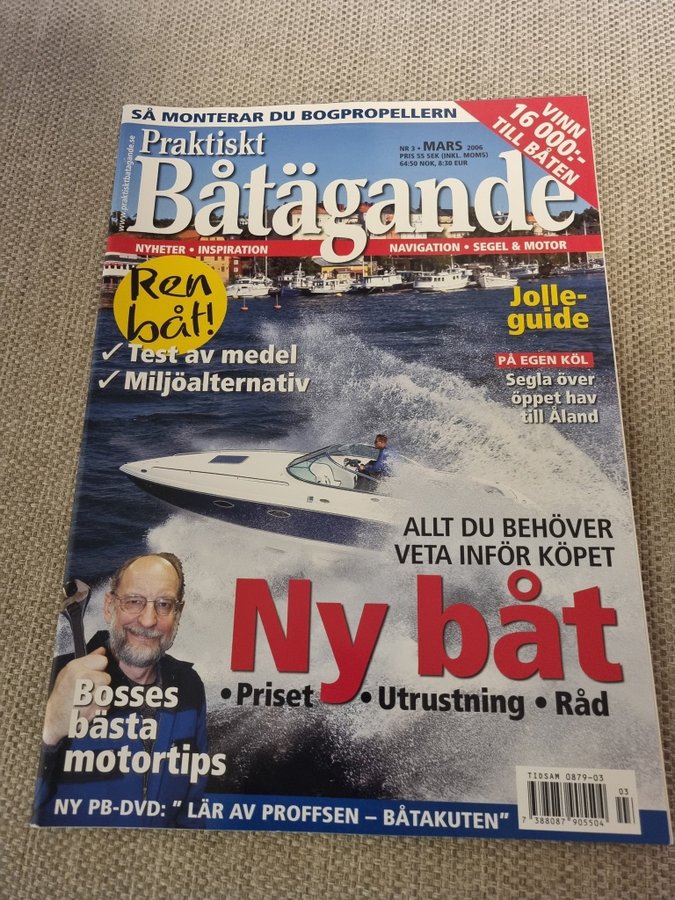 SÅ MONTERAR DU BOGPROPELLERN
VINN
16 000:-
TILL BÅTEN
www.praktisktbatagande.se
Praktiskt
NR 3 • MARS 2006
PRIS 55 SEK (INKL. MOMS)
64:50 NOK, 8:30 EUR
Båtägande
NYHETER • INSPIRATION
NAVIGATION • SEGEL & MOTOR
Ren
båt!
✓ Test av medel
✓ Miljöalternativ
Jolle-
guide
PÅ EGEN KÖL
Segla över
öppet hav
till Åland
ALLT DU BEHÖVER
VETA INFÖR KÖPET
Ny båt
• Priset • Utrustning • Råd
Bosses
bästa
motortips
NY PB-DVD: ” LÄR AV PROFFSEN – BÅTAKUTEN”
TIDSAM 0879-03
03
7 388087 905504